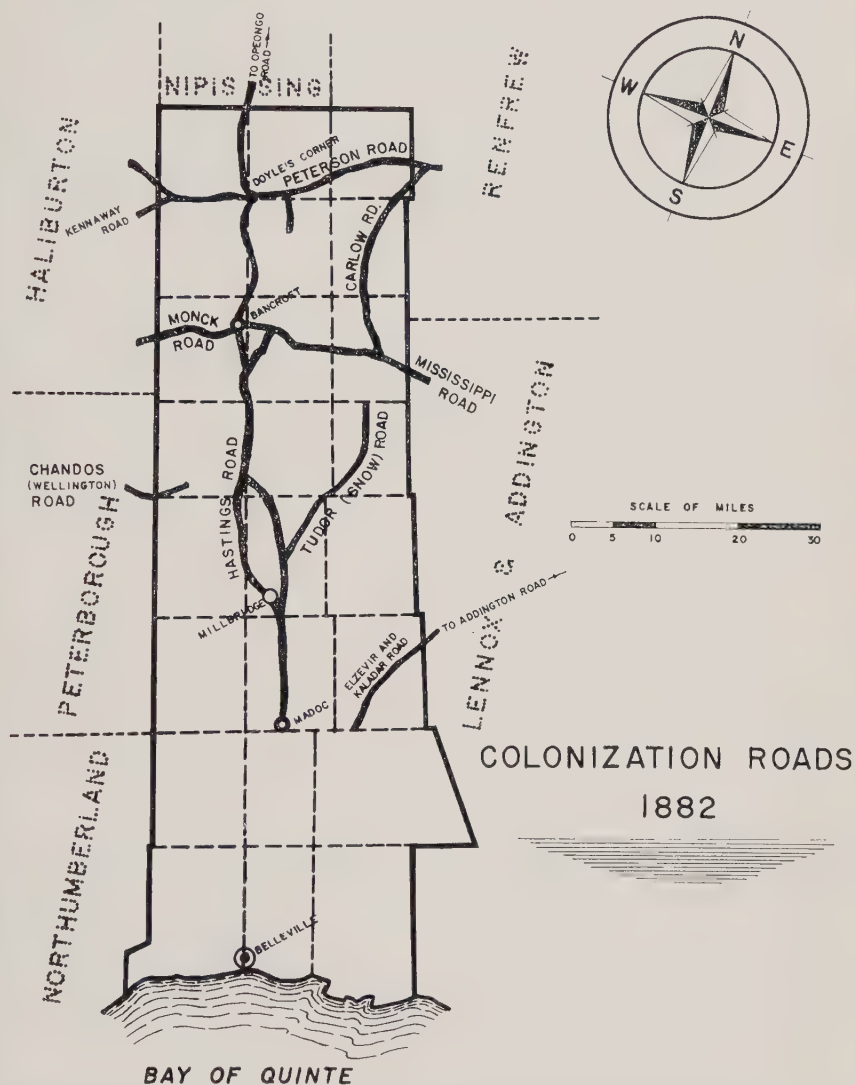 TO OPEONGO
ROAD→
NIPISSING
HALIBURTON
RENFREW
N
W
E
S
DOYLE'S CORNER
PETERSON ROAD
KENNAWAY
ROAD
CARLOW RD.
BANCROFT
MONCK
ROAD
MISSISSIPPI
ROAD
CHANDOS
(WELLINGTON)
ROAD
HASTINGS ROAD
TUDOR (SNOW) ROAD
LENNOX & ADDINGTON
SCALE OF MILES
0 5 10 20 30
PETERBOROUGH
MILLBRIDGE
TO ADDINGTON ROAD→
ELZEVIR AND
KALADAR ROAD
MADOC
COLONIZATION ROADS
1882
NORTHUMBERLAND
BELLEVILLE
BAY OF QUINTE